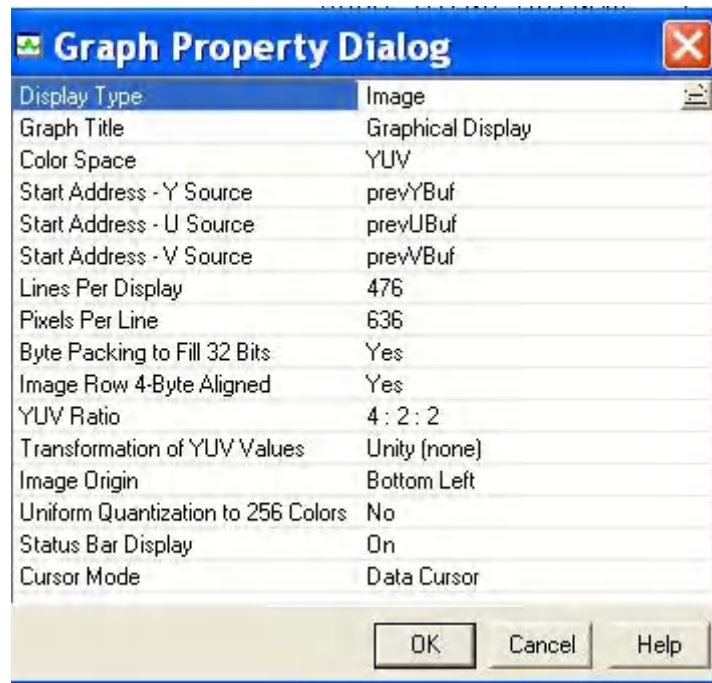 Graph Property Dialog
Display Type Image
Graph Title Graphical Display
Color Space YUV
Start Address - Y Source prevYBuf
Start Address - U Source prevUBuf
Start Address - V Source prevVBuf
Lines Per Display 476
Pixels Per Line 636
Byte Packing to Fill 32 Bits Yes
Image Row 4-Byte Aligned Yes
YUV Ratio 4 : 2 : 2
Transformation of YUV Values Unity (none)
Image Origin Bottom Left
Uniform Quantization to 256 Colors No
Status Bar Display On
Cursor Mode Data Cursor
OK Cancel Help